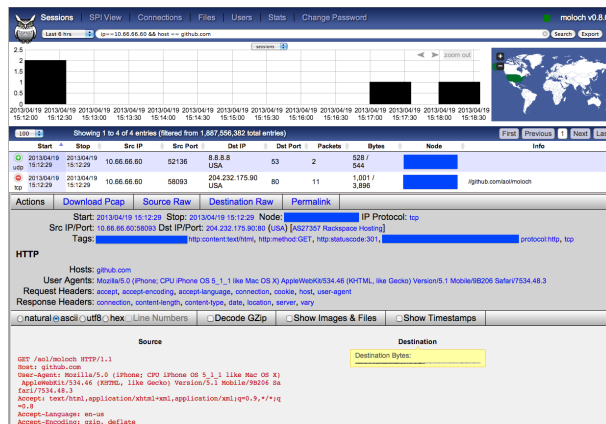 Sessions SPI View Connections Files Users Stats Change Password moloch v0.8.
Last 6 hrs ip==10.66.66.60 && host == github.com Search Export
sessions
zoom out
2.5
2
1.5
1
0.5
0
2013/04/19 2013/04/19 2013/04/19 2013/04/19 2013/04/19 2013/04/19 2013/04/19 2013/04/19 2013/04/19 2013/04/19 2013/04/19 2013/04/19 2013/04/19 2013/04/19
15:12:00 15:12:30 15:13:00 15:13:30 15:14:00 15:14:30 15:15:00 15:15:30 15:16:00 15:16:30 15:17:00 15:17:30 15:18:00 15:18:30
100 Showing 1 to 4 of 4 entries (filtered from 1,887,556,382 total entries) First Previous 1 Next Las
Start Stop Src IP Src Port Dst IP Dst Port Packets Bytes Node Info
udp 2013/04/19 15:12:29 2013/04/19 15:12:29 10.66.66.60 52136 8.8.8.8 USA 53 2 528 / 544
tcp 2013/04/19 15:12:29 2013/04/19 15:12:29 10.66.66.60 58093 204.232.175.90 USA 80 11 1,001 / 3,896 //github.com/aol/moloch
Actions Download Pcap Source Raw Destination Raw Permalink
Start: 2013/04/19 15:12:29 Stop: 2013/04/19 15:12:29 Node: IP Protocol: tcp
Src IP/Port: 10.66.66.60:58093 Dst IP/Port: 204.232.175.90:80 (USA) [AS27357 Rackspace Hosting]
Tags: http:content:text/html, http:method:GET, http:statuscode:301, protocol:http, tcp
HTTP
Hosts: github.com
User Agents: Mozilla/5.0 (iPhone; CPU iPhone OS 5_1_1 like Mac OS X) AppleWebKit/534.46 (KHTML, like Gecko) Version/5.1 Mobile/9B206 Safari/7534.48.3
Request Headers: accept, accept-encoding, accept-language, connection, cookie, host, user-agent
Response Headers: connection, content-length, content-type, date, location, server, vary
natural ascii utf8 hex Line Numbers Decode GZip Show Images & Files Show Timestamps
Source Destination
Destination Bytes:
GET /aol/moloch HTTP/1.1
Host: github.com
User-Agent: Mozilla/5.0 (iPhone; CPU iPhone OS 5_1_1 like Mac OS X)
AppleWebKit/534.46 (KHTML, like Gecko) Version/5.1 Mobile/9B206 Sa
fari/7534.48.3
Accept: text/html,application/xhtml+xml,application/xml;q=0.9,*/*;q
=0.8
Accept-Language: en-us
Accept-Encoding: gzip, deflate